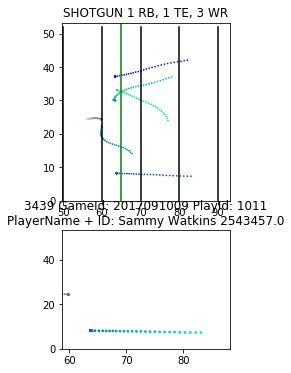 SHOTGUN 1 RB, 1 TE, 3 WR
50
40
30
20
10
0
50 60 70 80 90
3439 GameId: 2017091009 PlayId: 1011
PlayerName + ID: Sammy Watkins 2543457.0
40
20
0
60 70 80